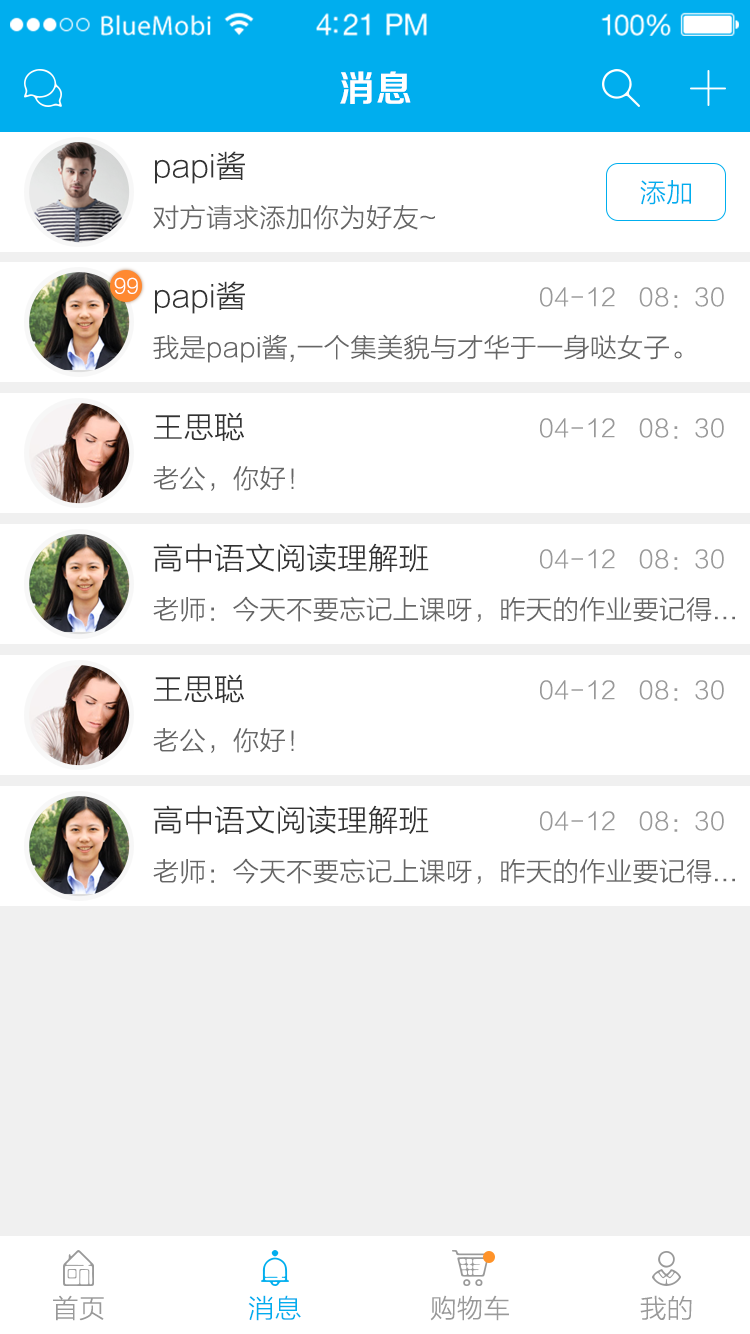 BlueMobi 4:21 PM 100%
消息
papi酱
对方请求添加你为好友~
添加
99
papi酱 04-12 08：30
我是papi酱,一个集美貌与才华于一身哒女子。
王思聪 04-12 08：30
老公，你好！
高中语文阅读理解班 04-12 08：30
老师：今天不要忘记上课呀，昨天的作业要记得...
王思聪 04-12 08：30
老公，你好！
高中语文阅读理解班 04-12 08：30
老师：今天不要忘记上课呀，昨天的作业要记得...
首页 消息 购物车 我的